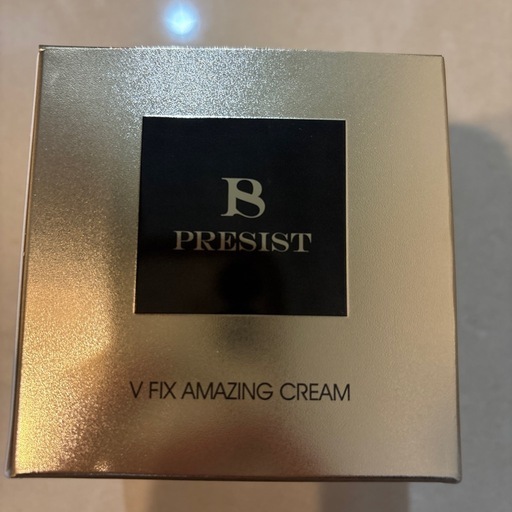 B
PRESIST
V FIX AMAZING CREAM